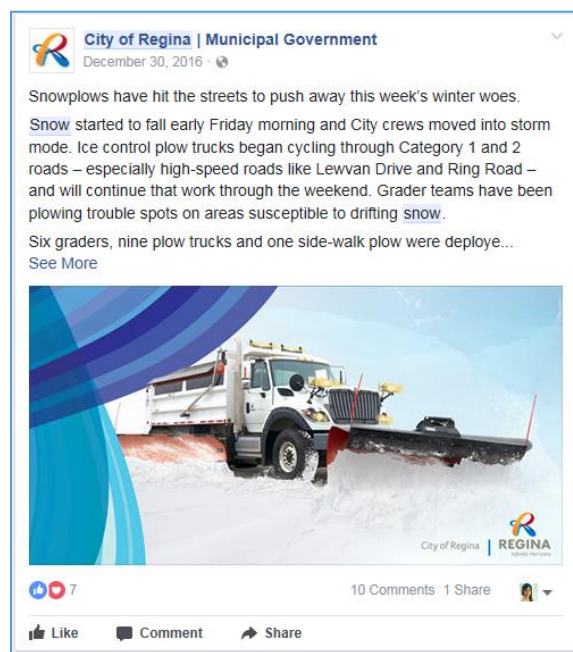 City of Regina | Municipal Government
December 30, 2016 ·
Snowplows have hit the streets to push away this week's winter woes.
Snow started to fall early Friday morning and City crews moved into storm
mode. Ice control plow trucks began cycling through Category 1 and 2
roads – especially high-speed roads like Lewvan Drive and Ring Road –
and will continue that work through the weekend. Grader teams have been
plowing trouble spots on areas susceptible to drifting snow.
Six graders, nine plow trucks and one side-walk plow were deploye...
See More
City of Regina | REGINA
Infinite Horizons
7
10 Comments 1 Share
Like Comment Share